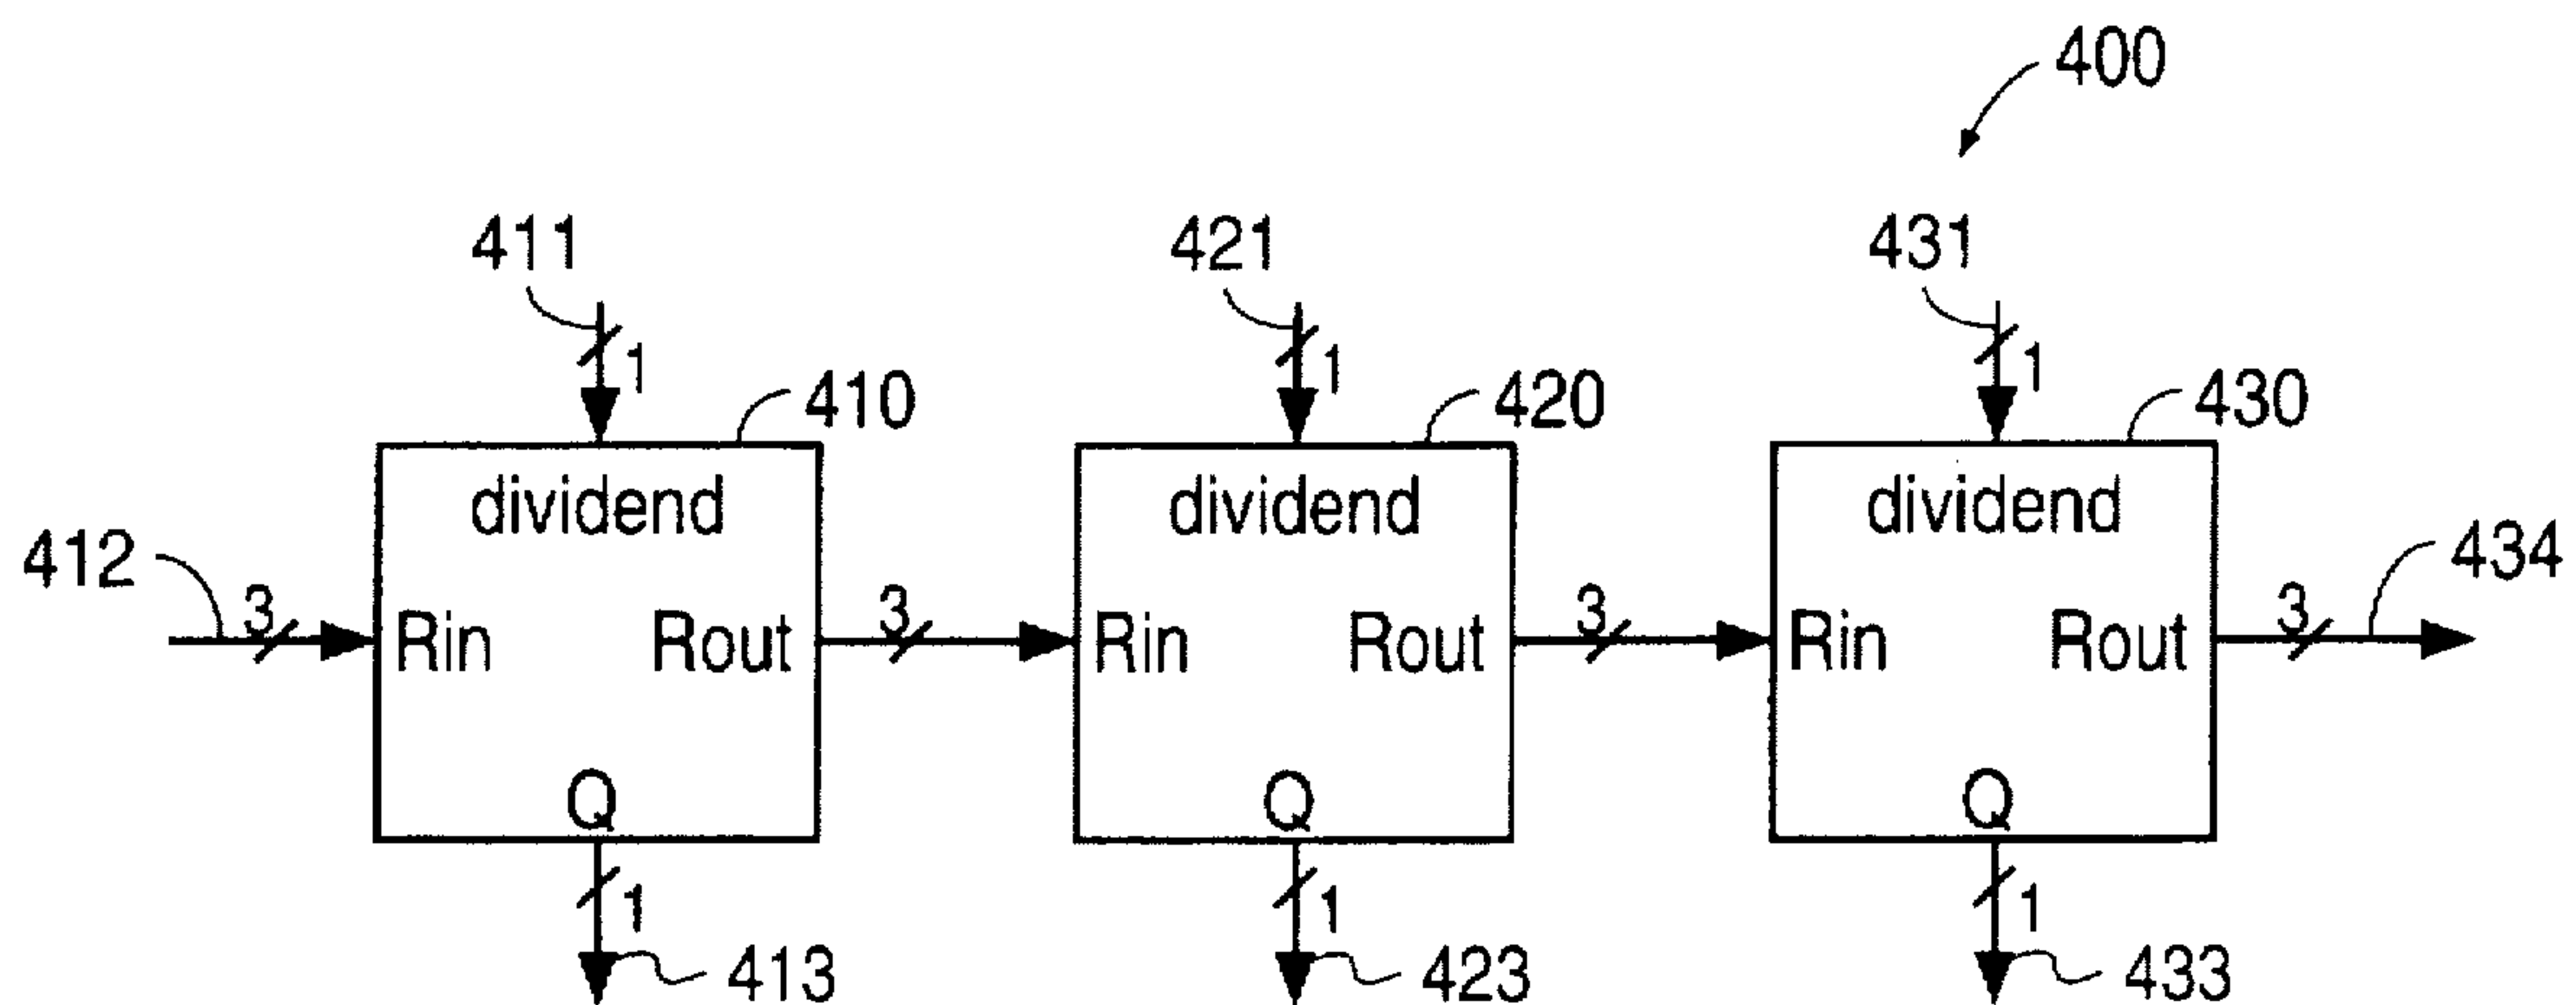 400
411 421 431
1 1 1
410 420 430
dividend dividend dividend
412 3 3 3 3 434
Rin Rout Rin Rout Rin Rout
Q Q Q
1 1 1
413 423 433